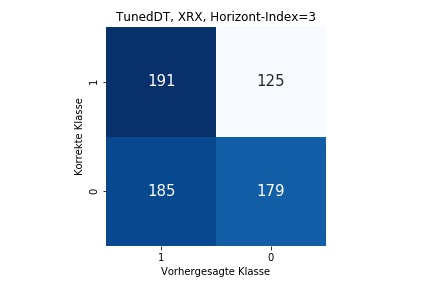 TunedDT, XRX, Horizont-Index=3
Korrekte Klasse
1
191
125
0
185
179
1
0
Vorhergesagte Klasse